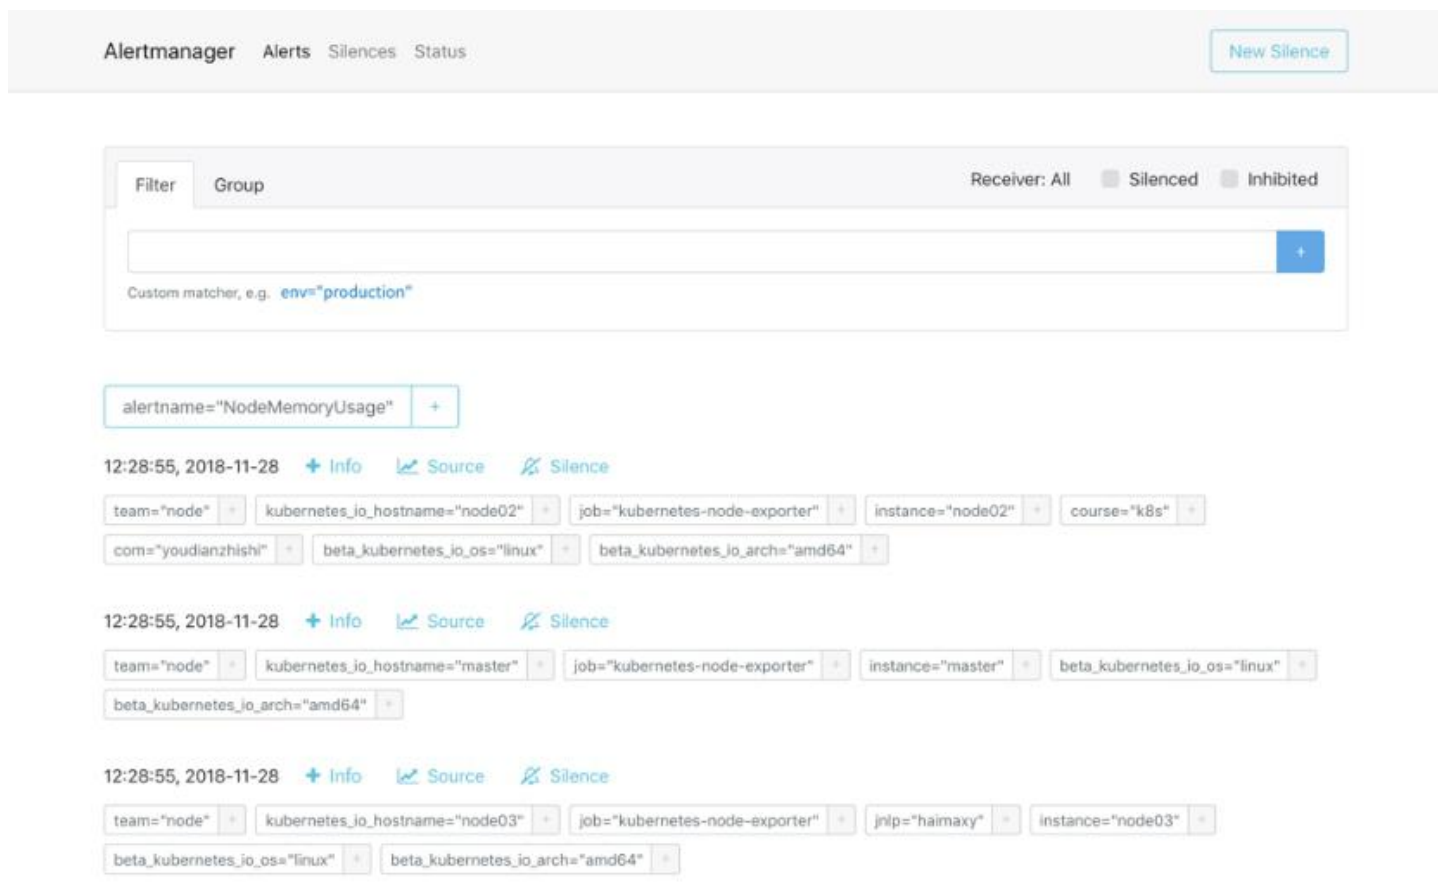 Alertmanager Alerts Silences Status New Silence
Filter Group Receiver: All Silenced Inhibited
+
Custom matcher, e.g. env="production"
alertname="NodeMemoryUsage" +
12:28:55, 2018-11-28 + Info Source Silence
team="node" + kubernetes_io_hostname="node02" + job="kubernetes-node-exporter" + instance="node02" + course="k8s" +
com="youdianzhishi" + beta_kubernetes_io_os="linux" + beta_kubernetes_io_arch="amd64" +
12:28:55, 2018-11-28 + Info Source Silence
team="node" + kubernetes_io_hostname="master" + job="kubernetes-node-exporter" + instance="master" + beta_kubernetes_io_os="linux" +
beta_kubernetes_io_arch="amd64" +
12:28:55, 2018-11-28 + Info Source Silence
team="node" + kubernetes_io_hostname="node03" + job="kubernetes-node-exporter" + jnlp="haimaxy" + instance="node03" +
beta_kubernetes_io_os="linux" + beta_kubernetes_io_arch="amd64" +